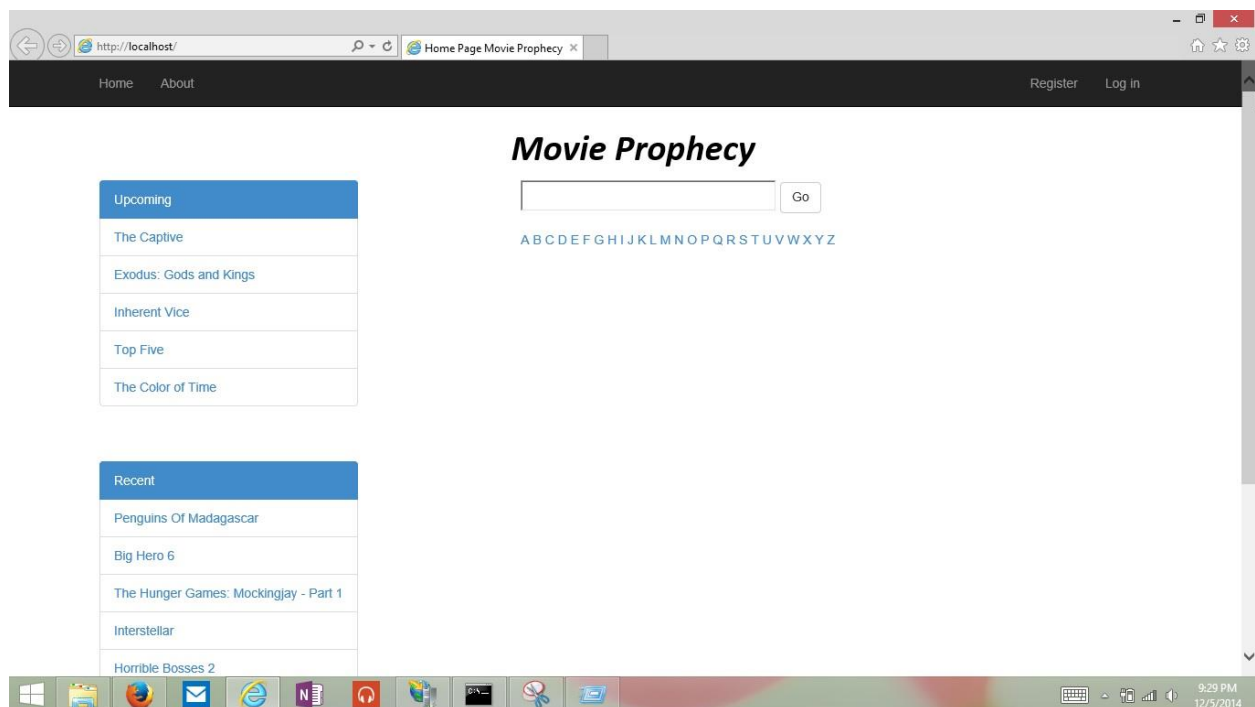 http://localhost/
Home Page Movie Prophecy
Home About Register Log in
Movie Prophecy
Go
A B C D E F G H I J K L M N O P Q R S T U V W X Y Z
Upcoming
The Captive
Exodus: Gods and Kings
Inherent Vice
Top Five
The Color of Time
Recent
Penguins Of Madagascar
Big Hero 6
The Hunger Games: Mockingjay - Part 1
Interstellar
Horrible Bosses 2
9:29 PM
12/5/2014